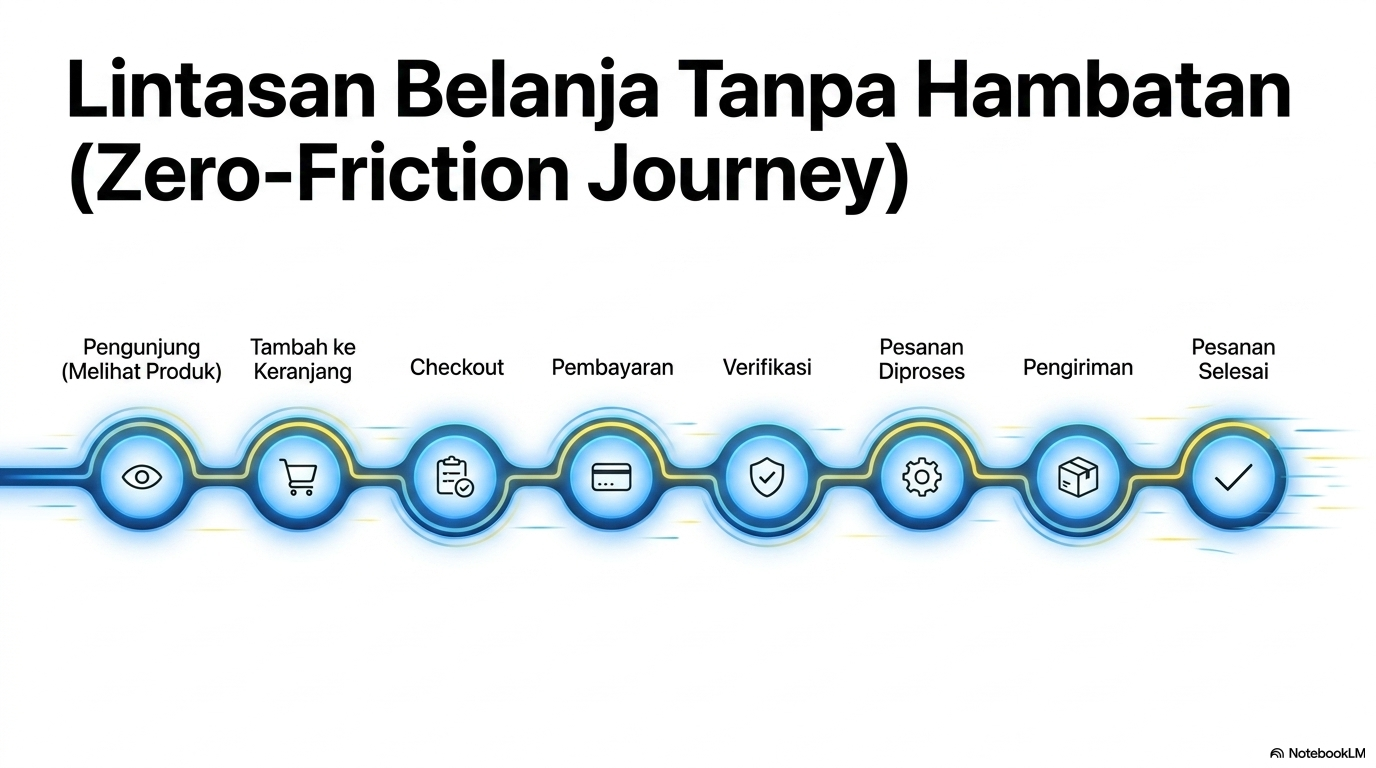 Lintasan Belanja Tanpa Hambatan
(Zero-Friction Journey)
Pengunjung
(Melihat Produk)
Tambah ke
Keranjang
Checkout
Pembayaran
Verifikasi
Pesanan
Diproses
Pengiriman
Pesanan
Selesai
NotebookLM